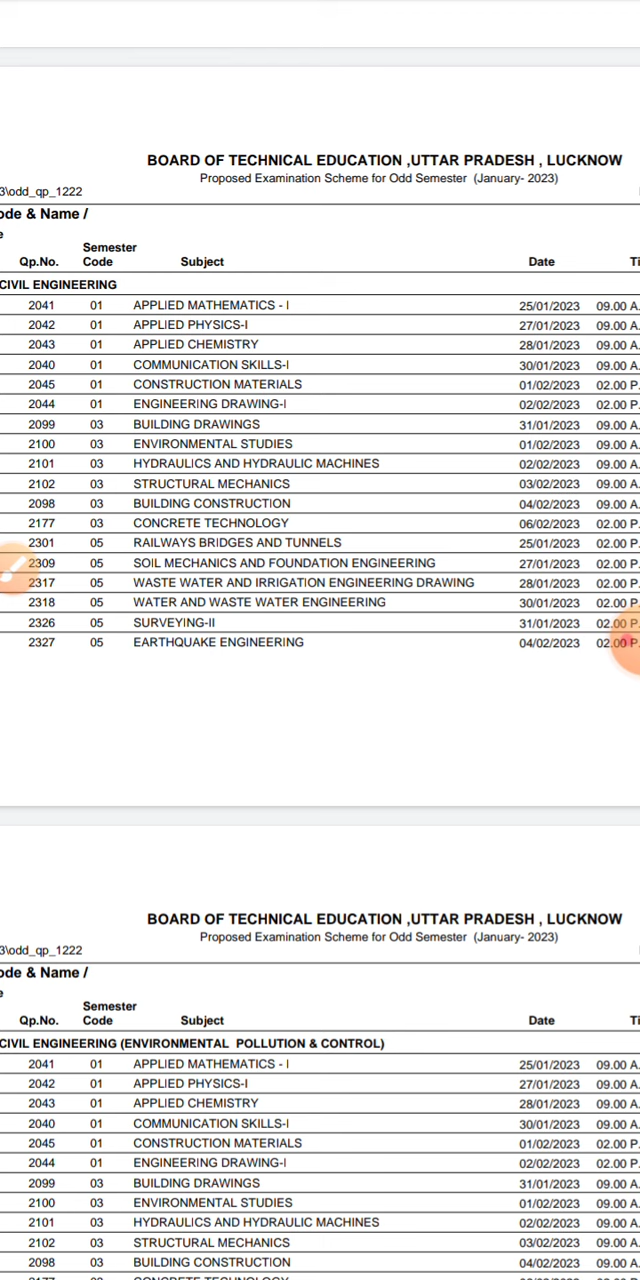 BOARD OF TECHNICAL EDUCATION ,UTTAR PRADESH , LUCKNOW
Proposed Examination Scheme for Odd Semester (January- 2023)
3\odd_qp_1222
ode & Name /
e
Semester
Qp.No. Code Subject Date Ti
CIVIL ENGINEERING
2041 01 APPLIED MATHEMATICS - I 25/01/2023 09.00 A.
2042 01 APPLIED PHYSICS-I 27/01/2023 09.00 A.
2043 01 APPLIED CHEMISTRY 28/01/2023 09.00 A.
2040 01 COMMUNICATION SKILLS-I 30/01/2023 09.00 A.
2045 01 CONSTRUCTION MATERIALS 01/02/2023 02.00 P.
2044 01 ENGINEERING DRAWING-I 02/02/2023 02.00 P.
2099 03 BUILDING DRAWINGS 31/01/2023 09.00 A.
2100 03 ENVIRONMENTAL STUDIES 01/02/2023 09.00 A.
2101 03 HYDRAULICS AND HYDRAULIC MACHINES 02/02/2023 09.00 A.
2102 03 STRUCTURAL MECHANICS 03/02/2023 09.00 A.
2098 03 BUILDING CONSTRUCTION 04/02/2023 09.00 A.
2177 03 CONCRETE TECHNOLOGY 06/02/2023 02.00 P.
2301 05 RAILWAYS BRIDGES AND TUNNELS 25/01/2023 02.00 P.
2309 05 SOIL MECHANICS AND FOUNDATION ENGINEERING 27/01/2023 02.00 P.
2317 05 WASTE WATER AND IRRIGATION ENGINEERING DRAWING 28/01/2023 02.00 P.
2318 05 WATER AND WASTE WATER ENGINEERING 30/01/2023 02.00 P.
2326 05 SURVEYING-II 31/01/2023 02.00 P.
2327 05 EARTHQUAKE ENGINEERING 04/02/2023 02.00 P.
BOARD OF TECHNICAL EDUCATION ,UTTAR PRADESH , LUCKNOW
Proposed Examination Scheme for Odd Semester (January- 2023)
3\odd_qp_1222
ode & Name /
e
Semester
Qp.No. Code Subject Date Ti
CIVIL ENGINEERING (ENVIRONMENTAL POLLUTION & CONTROL)
2041 01 APPLIED MATHEMATICS - I 25/01/2023 09.00 A.
2042 01 APPLIED PHYSICS-I 27/01/2023 09.00 A.
2043 01 APPLIED CHEMISTRY 28/01/2023 09.00 A.
2040 01 COMMUNICATION SKILLS-I 30/01/2023 09.00 A.
2045 01 CONSTRUCTION MATERIALS 01/02/2023 02.00 P.
2044 01 ENGINEERING DRAWING-I 02/02/2023 02.00 P.
2099 03 BUILDING DRAWINGS 31/01/2023 09.00 A.
2100 03 ENVIRONMENTAL STUDIES 01/02/2023 09.00 A.
2101 03 HYDRAULICS AND HYDRAULIC MACHINES 02/02/2023 09.00 A.
2102 03 STRUCTURAL MECHANICS 03/02/2023 09.00 A.
2098 03 BUILDING CONSTRUCTION 04/02/2023 09.00 A.